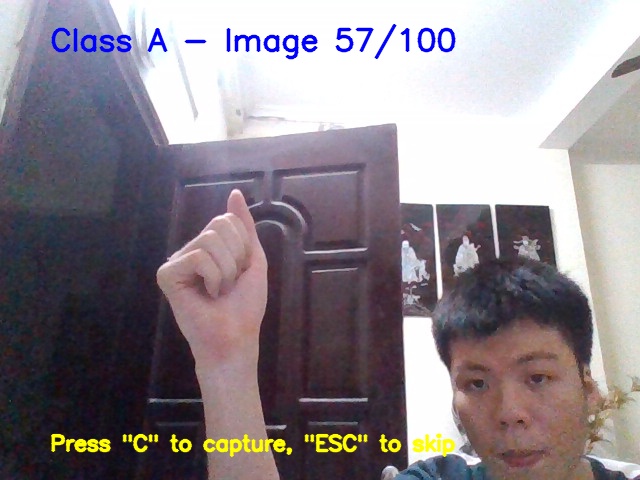 Class A - Image 57/100
Press "C" to capture, "ESC" to skip